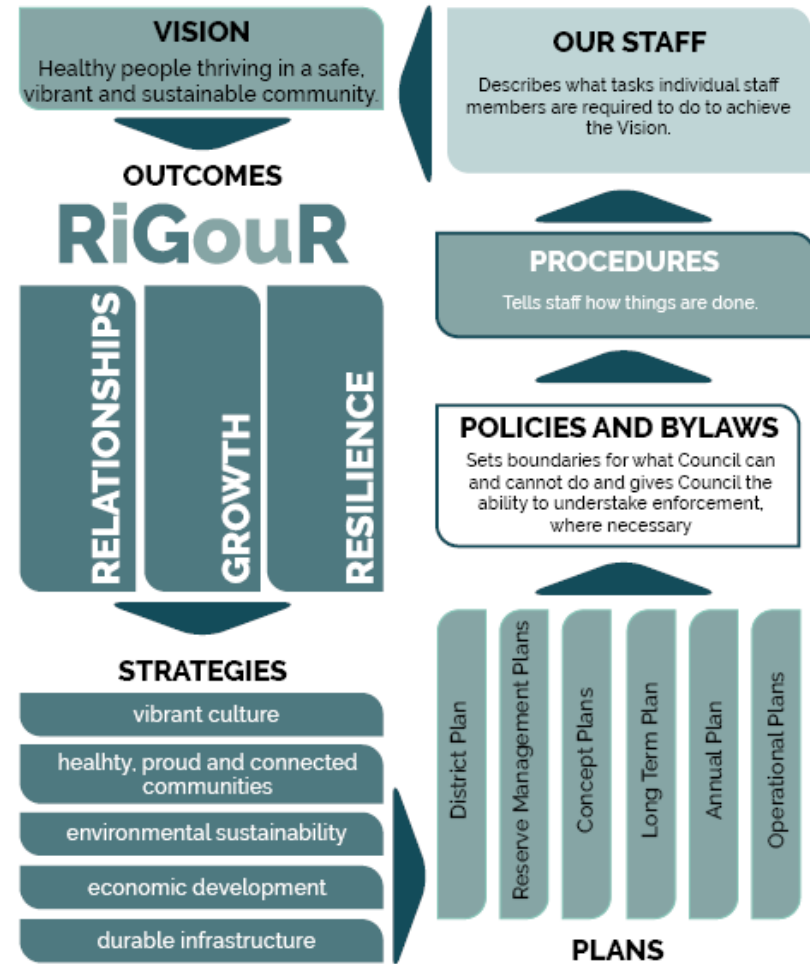 VISION
Healthy people thriving in a safe,
vibrant and sustainable community.
OUTCOMES
RiGouR
RELATIONSHIPS
GROWTH
RESILIENCE
STRATEGIES
vibrant culture
healhty, proud and connected
communities
environmental sustainability
economic development
durable infrastructure
District Plan
Reserve Management Plans
Concept Plans
Long Term Plan
Annual Plan
Operational Plans
PLANS
POLICIES AND BYLAWS
Sets boundaries for what Council can
and cannot do and gives Council the
ability to understake enforcement,
where necessary
PROCEDURES
Tells staff how things are done.
OUR STAFF
Describes what tasks individual staff
members are required to do to achieve
the Vision.